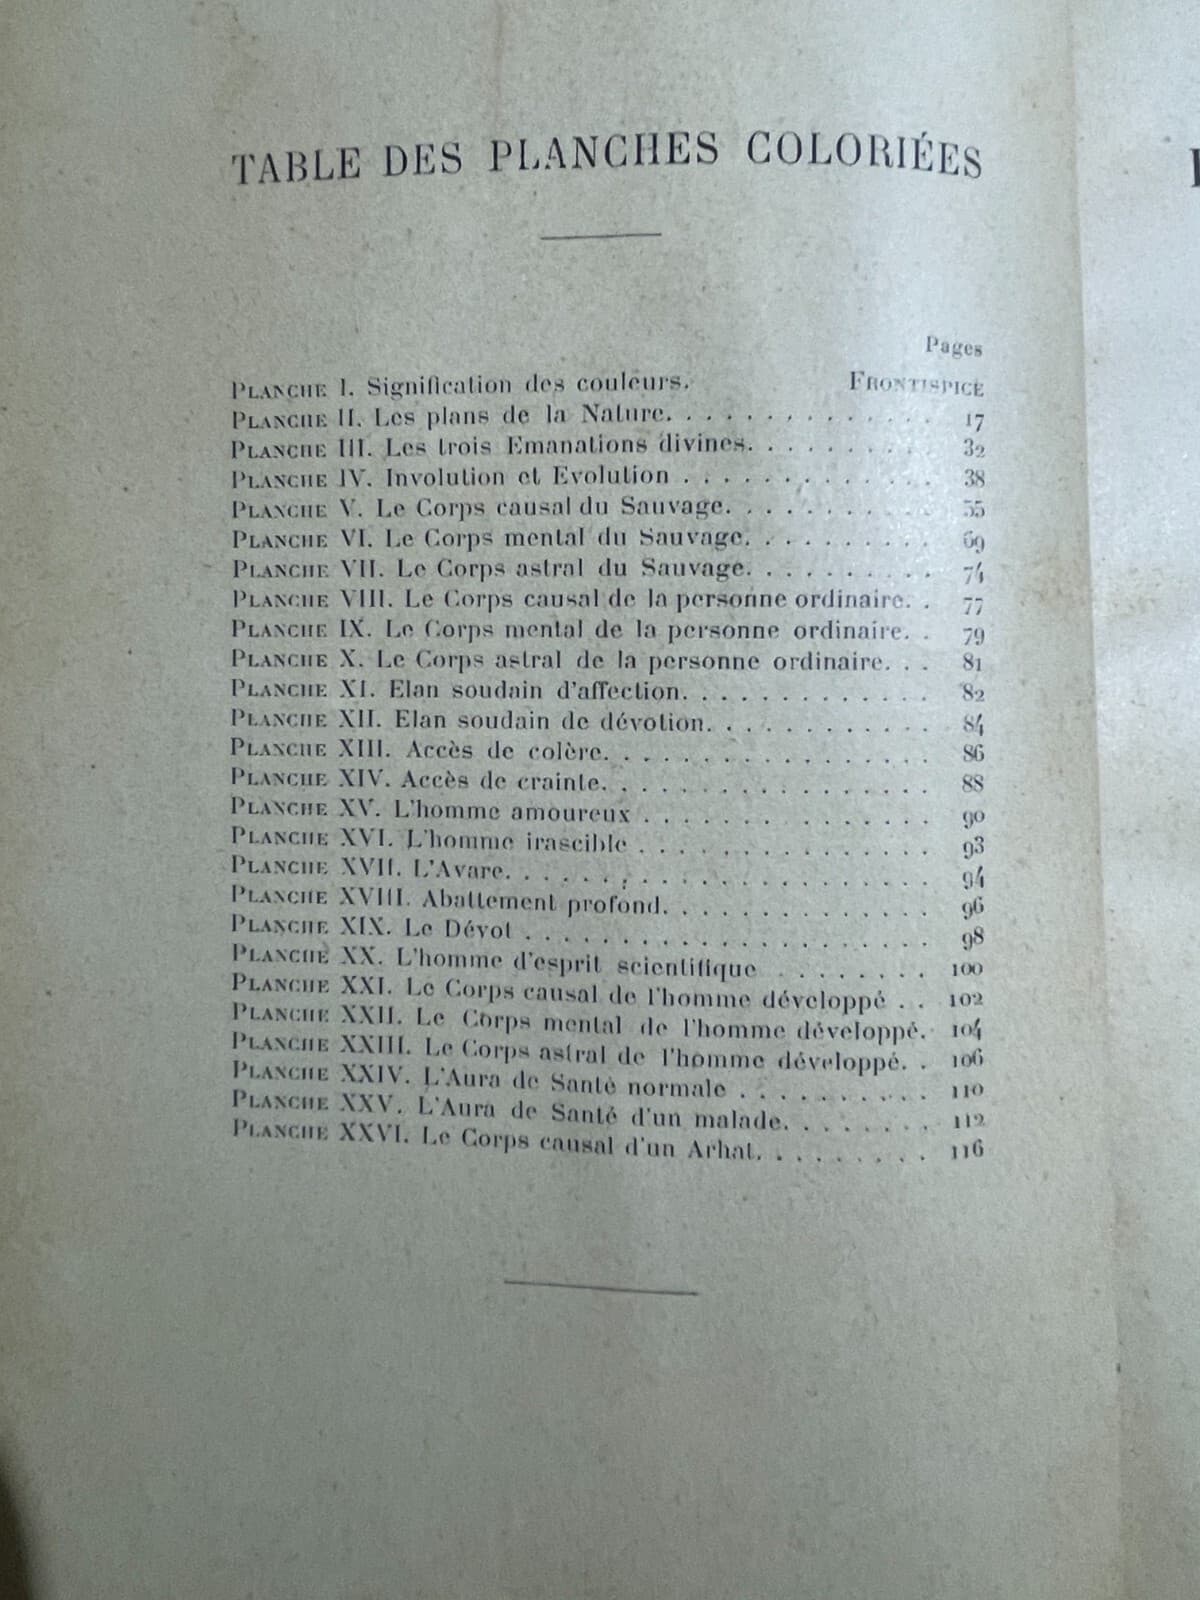 TABLE DES PLANCHES COLORIÉES
Pages
PLANCHE I. Signification des couleurs. FRONTISPICE
PLANCHE II. Les plans de la Nature. . . . . . . . . . . . 17
PLANCHE III. Les trois Emanations divines. . . . . . . . . 32
PLANCHE IV. Involution et Evolution . . . . . . . . . . . . 38
PLANCHE V. Le Corps causal du Sauvage. . . . . . . . . . 55
PLANCHE VI. Le Corps mental du Sauvage. . . . . . . . . 69
PLANCHE VII. Le Corps astral du Sauvage. . . . . . . . . 74
PLANCHE VIII. Le Corps causal de la personne ordinaire. . 77
PLANCHE IX. Le Corps mental de la personne ordinaire. . 79
PLANCHE X. Le Corps astral de la personne ordinaire. . . 81
PLANCHE XI. Elan soudain d'affection. . . . . . . . . . . . 82
PLANCHE XII. Elan soudain de dévotion. . . . . . . . . . . 84
PLANCHE XIII. Accès de colère. . . . . . . . . . . . . . . . 86
PLANCHE XIV. Accès de crainte. . . . . . . . . . . . . . . . 88
PLANCHE XV. L'homme amoureux . . . . . . . . . . . . . . 90
PLANCHE XVI. L'homme irascible . . . . . . . . . . . . . . 93
PLANCHE XVII. L'Avare. . . . . . . . . . . . . . . . . . . . 94
PLANCHE XVIII. Abattement profond. . . . . . . . . . . . . 96
PLANCHE XIX. Le Dévot . . . . . . . . . . . . . . . . . . . 98
PLANCHE XX. L'homme d'esprit scientifique . . . . . . . . 100
PLANCHE XXI. Le Corps causal de l'homme développé . . 102
PLANCHE XXII. Le Corps mental de l'homme développé. 104
PLANCHE XXIII. Le Corps astral de l'homme développé. . 106
PLANCHE XXIV. L'Aura de Santé normale . . . . . . . . . . 110
PLANCHE XXV. L'Aura de Santé d'un malade. . . . . . . . 112
PLANCHE XXVI. Le Corps causal d'un Arhat. . . . . . . . . 116